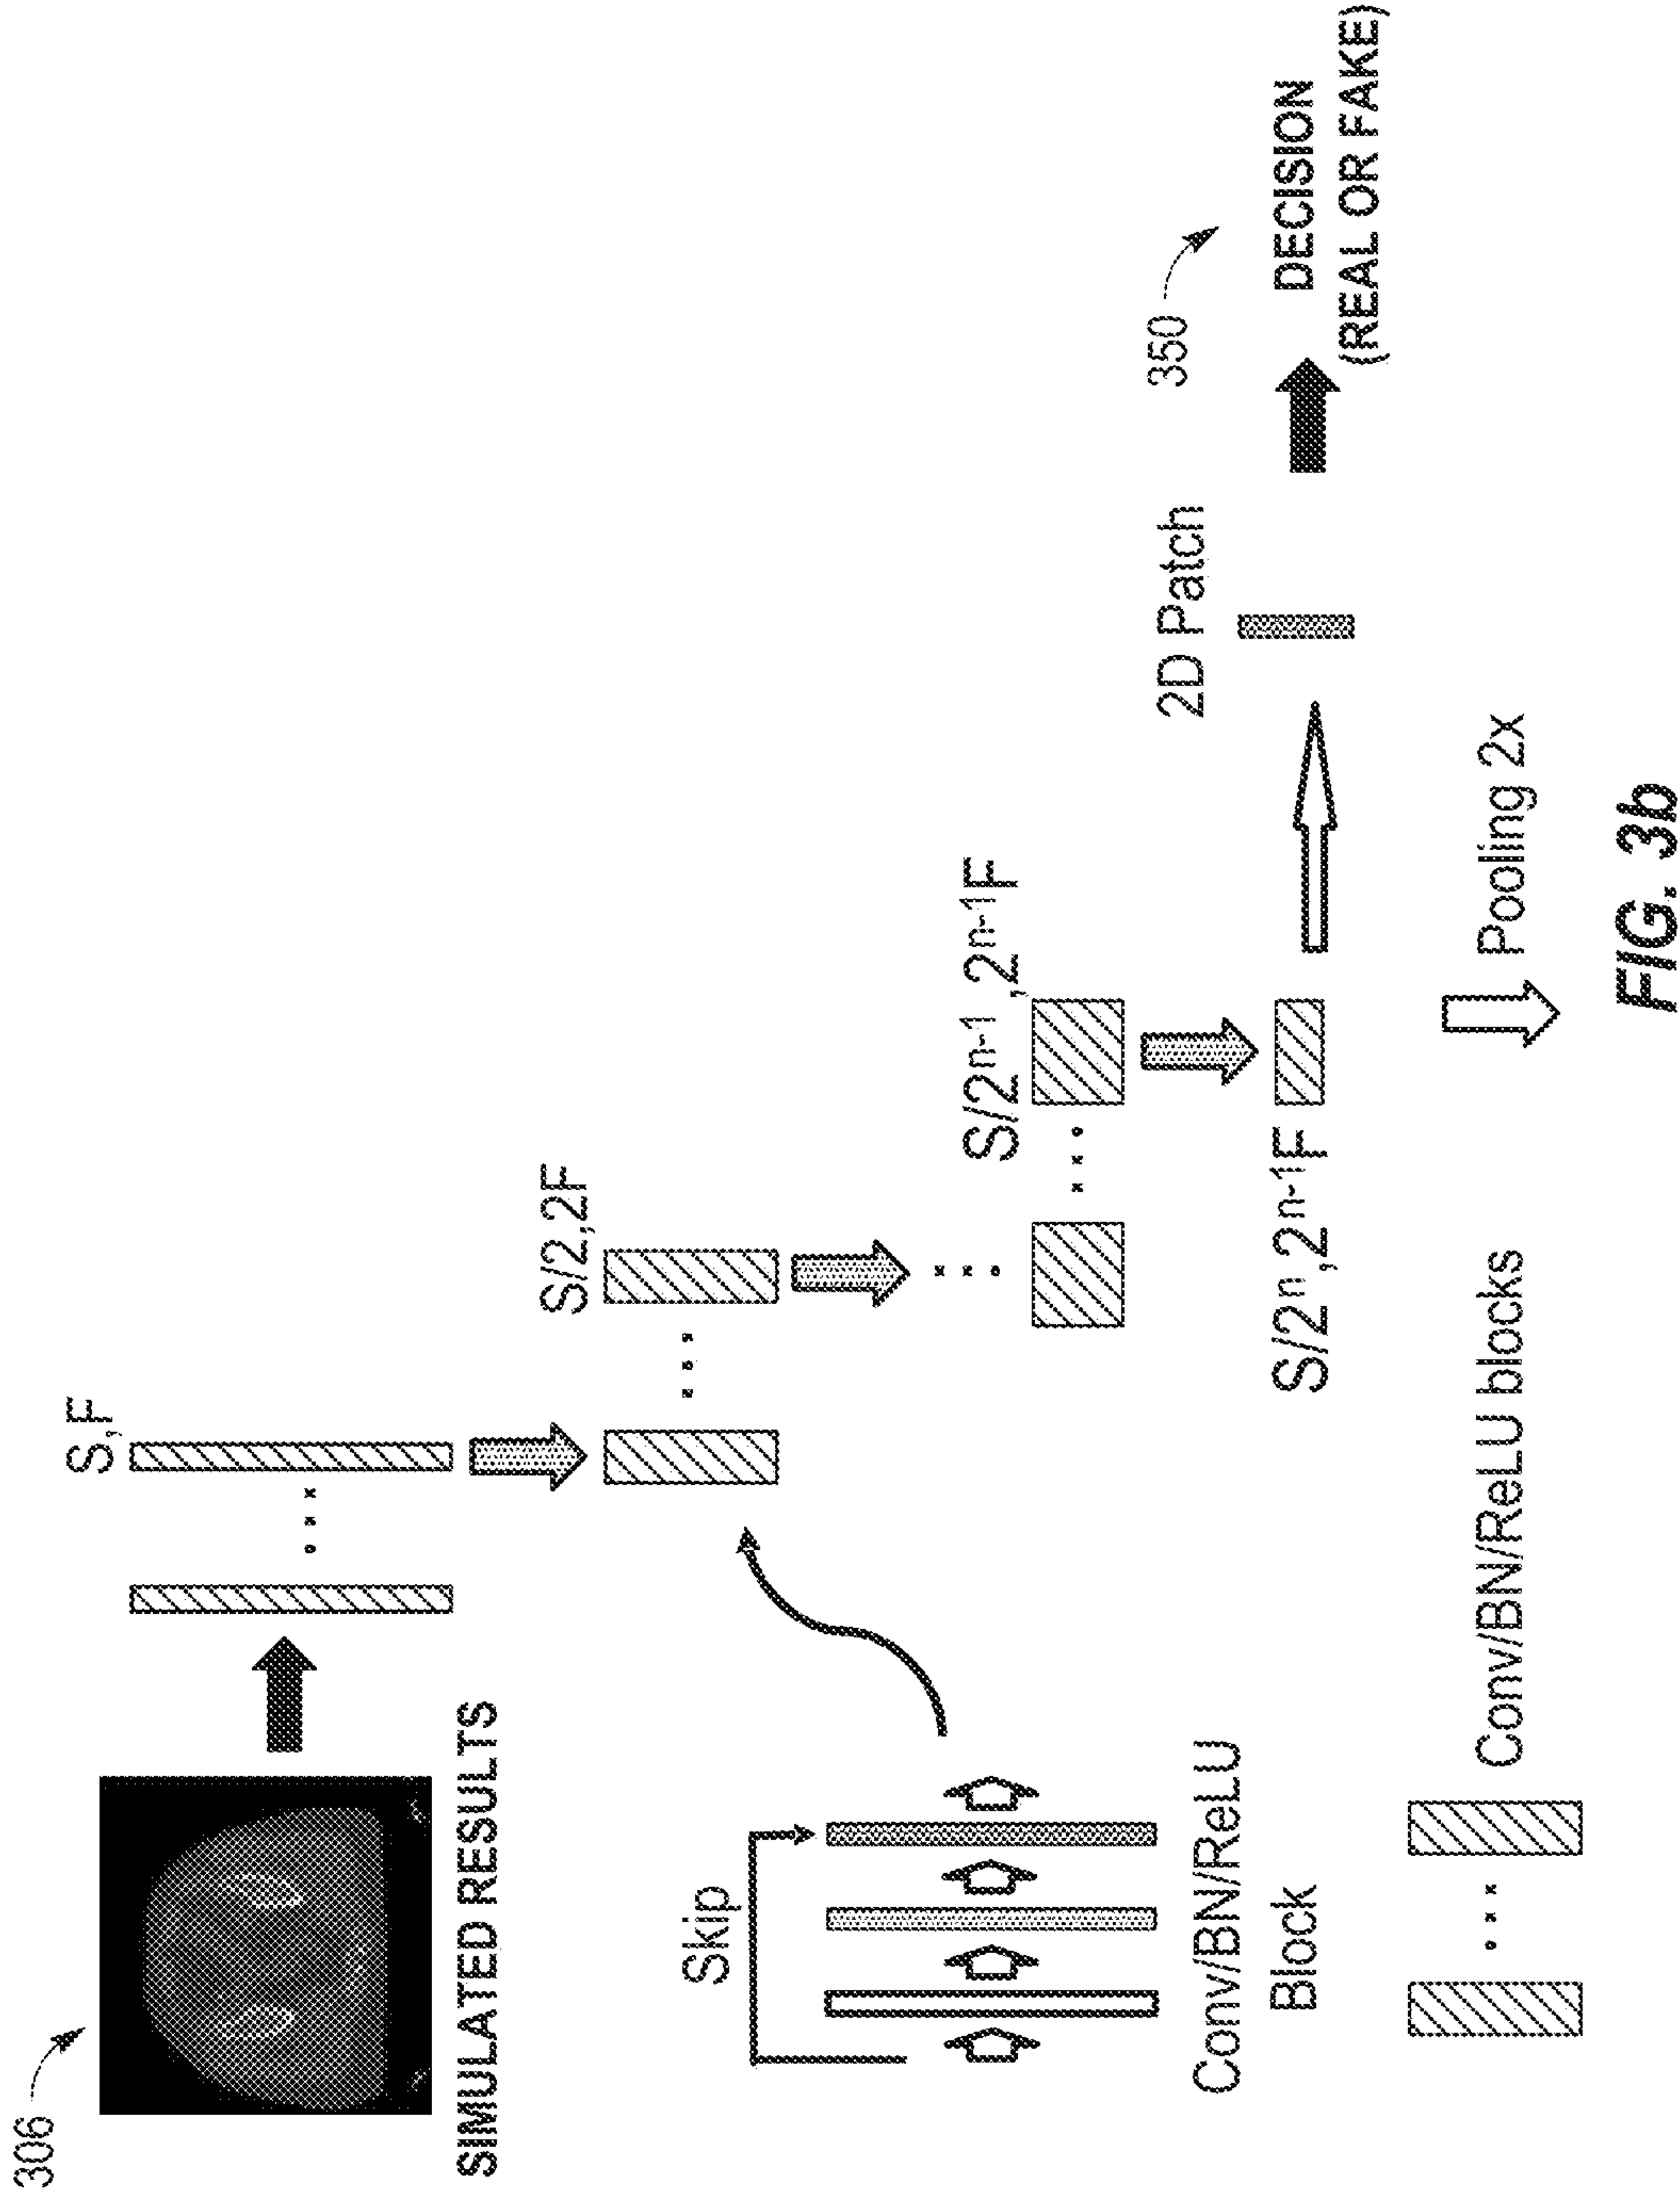 306
SIMULATED RESULTS
S,F
S/2,2F
S/2ⁿ⁻¹,2ⁿ⁻¹F
S/2ⁿ,2ⁿ⁻¹F
2D Patch
350
DECISION
(REAL OR FAKE)
Skip
Conv/BN/ReLU
Block
Conv/BN/ReLU blocks
Pooling 2x
FIG. 3b